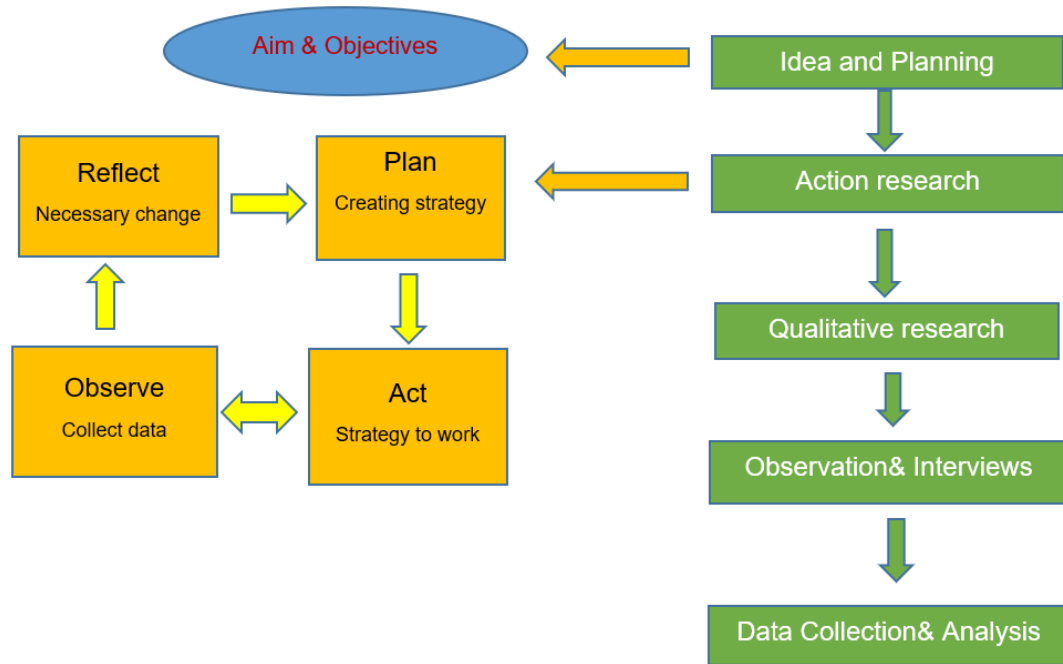 Aim & Objectives
Idea and Planning
Reflect
Necessary change
Plan
Creating strategy
Action research
Qualitative research
Observe
Collect data
Act
Strategy to work
Observation& Interviews
Data Collection& Analysis